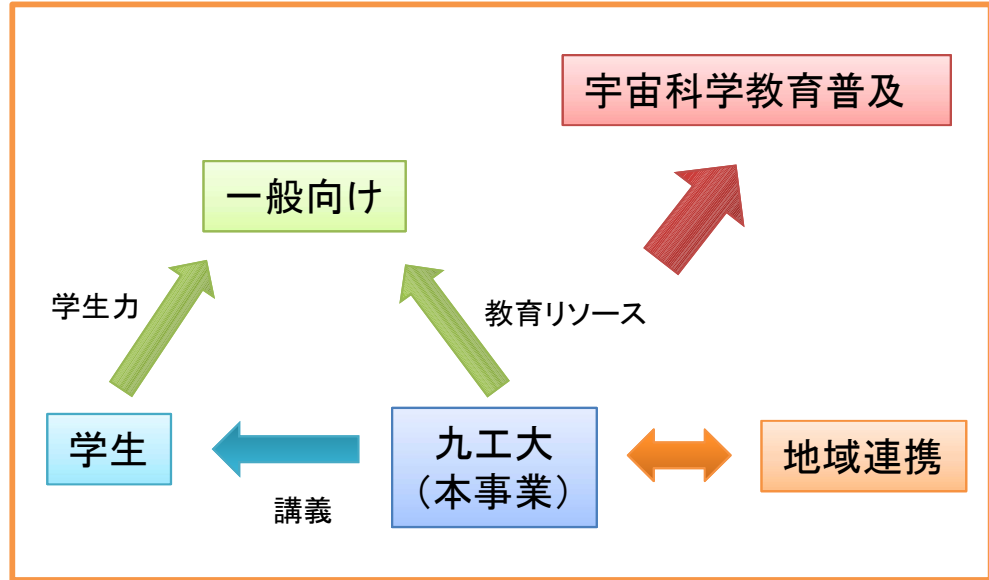 宇宙科学教育普及
一般向け
学生力
教育リソース
学生
九工大
（本事業）
地域連携
講義